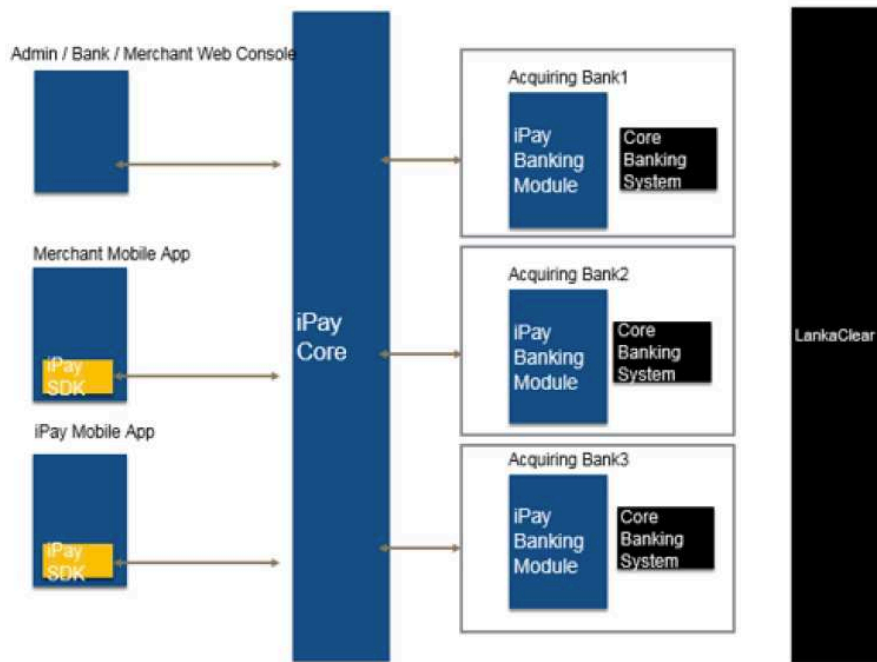 Admin / Bank / Merchant Web Console
Merchant Mobile App
iPay
SDK
iPay Mobile App
iPay
SDK
iPay
Core
Acquiring Bank1
iPay
Banking
Module
Core
Banking
System
Acquiring Bank2
iPay
Banking
Module
Core
Banking
System
Acquiring Bank3
iPay
Banking
Module
Core
Banking
System
LankaClear